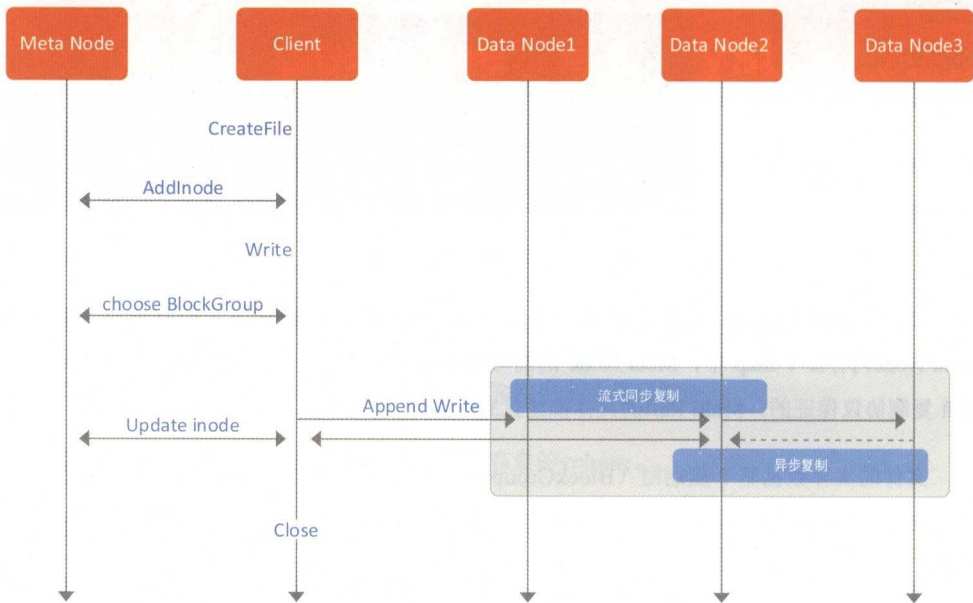 Meta Node
Client
Data Node1
Data Node2
Data Node3
CreateFile
AddInode
Write
choose BlockGroup
流式同步复制
Append Write
Update inode
异步复制
Close